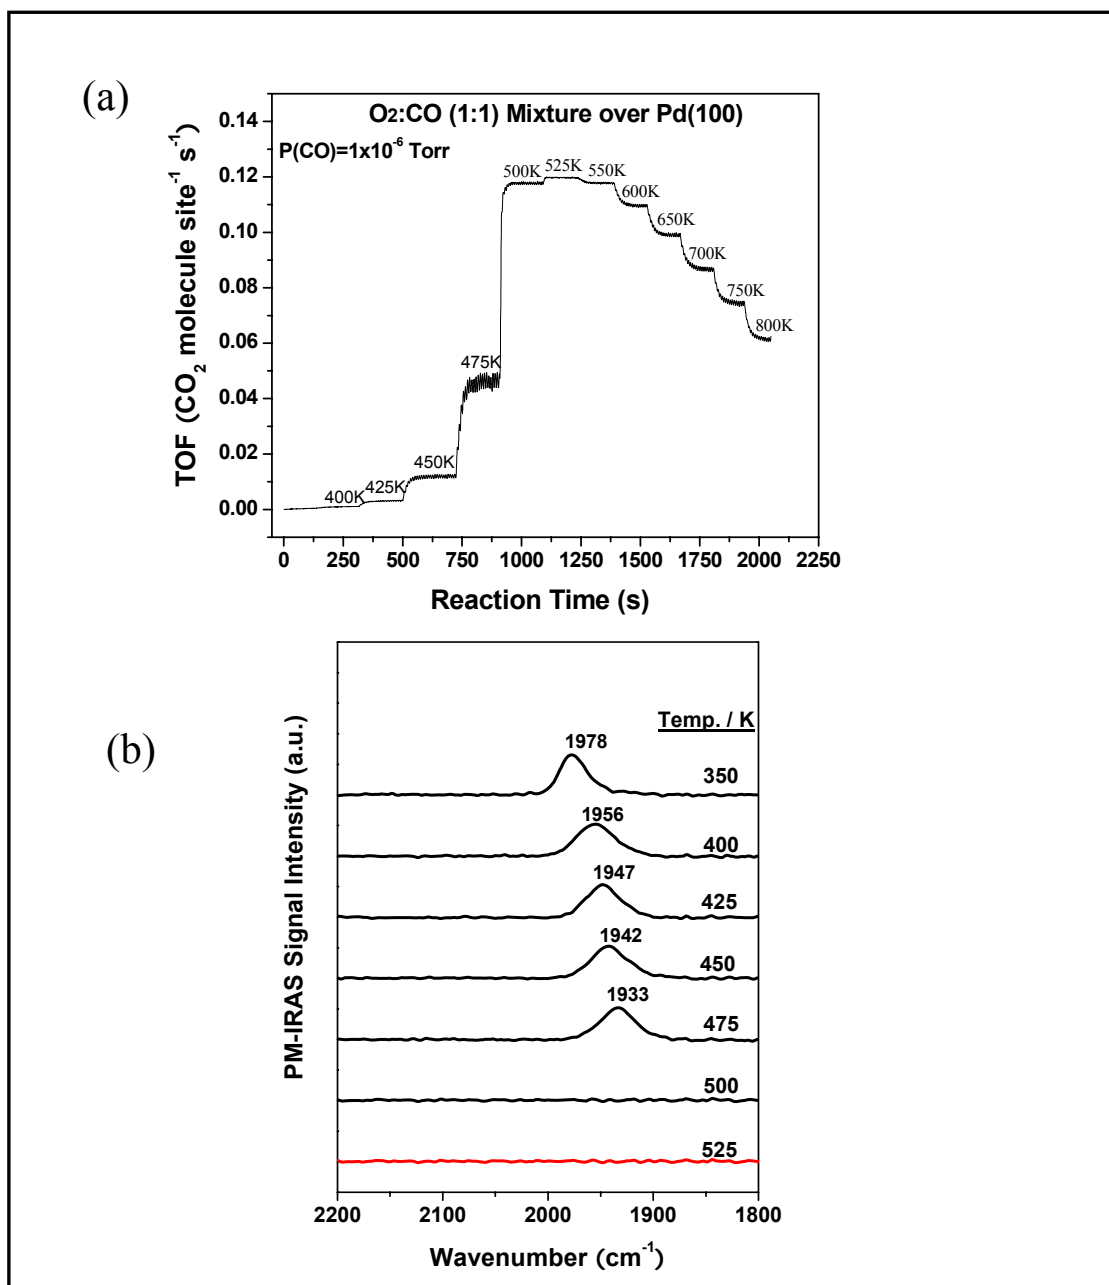 (a)
O2:CO (1:1) Mixture over Pd(100)
P(CO)=1x10-6 Torr
TOF (CO2 molecule site-1 s-1)
0.14
0.12
0.10
0.08
0.06
0.04
0.02
0.00
400K
425K
450K
475K
500K
525K
550K
600K
650K
700K
750K
800K
0 250 500 750 1000 1250 1500 1750 2000 2250
Reaction Time (s)
(b)
PM-IRAS Signal Intensity (a.u.)
Temp. / K
1978
350
1956
400
1947
425
1942
450
1933
475
500
525
2200 2100 2000 1900 1800
Wavenumber (cm-1)